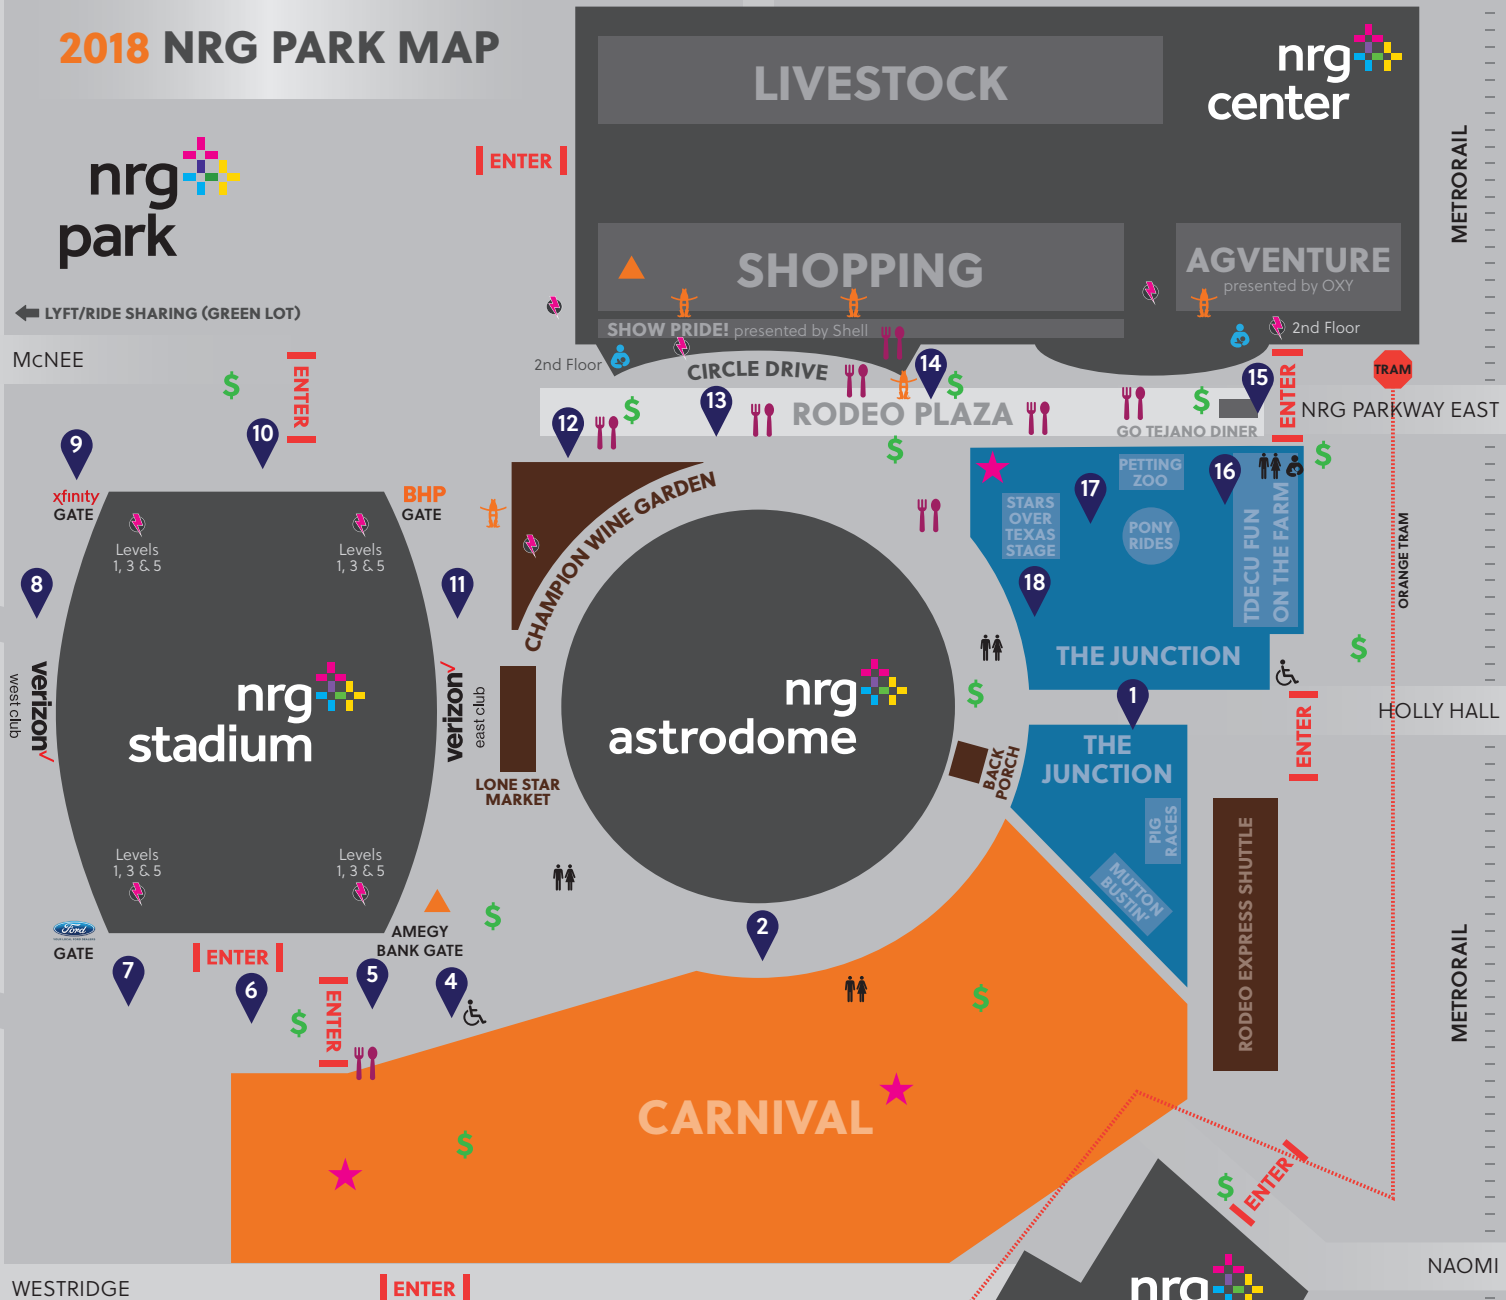 2018 NRG PARK MAP
nrg
park
LIVESTOCK
nrg
center
ENTER
METRORAIL
SHOPPING
AGVENTURE
presented by OXY
SHOW PRIDE! presented by Shell
2nd Floor
2nd Floor
LYFT/RIDE SHARING (GREEN LOT)
McNEE
$
ENTER
CIRCLE DRIVE
14
$
15
ENTER
TRAM
NRG PARKWAY EAST
12
$
13
RODEO PLAZA
$
GO TEJANO DINER
$
$
9
10
xfinity
GATE
BHP
GATE
Levels
1, 3 & 5
Levels
1, 3 & 5
CHAMPION WINE GARDEN
STARS
OVER
TEXAS
STAGE
17
PETTING
ZOO
PONY
RIDES
16
TDECU FUN
ON THE FARM
ORANGE TRAM
8
11
18
THE JUNCTION
$
verizon
west club
nrg
stadium
verizon
east club
LONE STAR
MARKET
nrg
astrodome
$
1
HOLLY HALL
ENTER
BACK
PORCH
THE
JUNCTION
PIG
RACES
MUTTON
BUSTIN'
RODEO EXPRESS SHUTTLE
METRORAIL
Levels
1, 3 & 5
Levels
1, 3 & 5
Ford
GATE
AMEGY
BANK GATE
$
2
ENTER
7
6
5
4
$
ENTER
$
CARNIVAL
$
$
ENTER
NAOMI
WESTRIDGE
ENTER
nrg